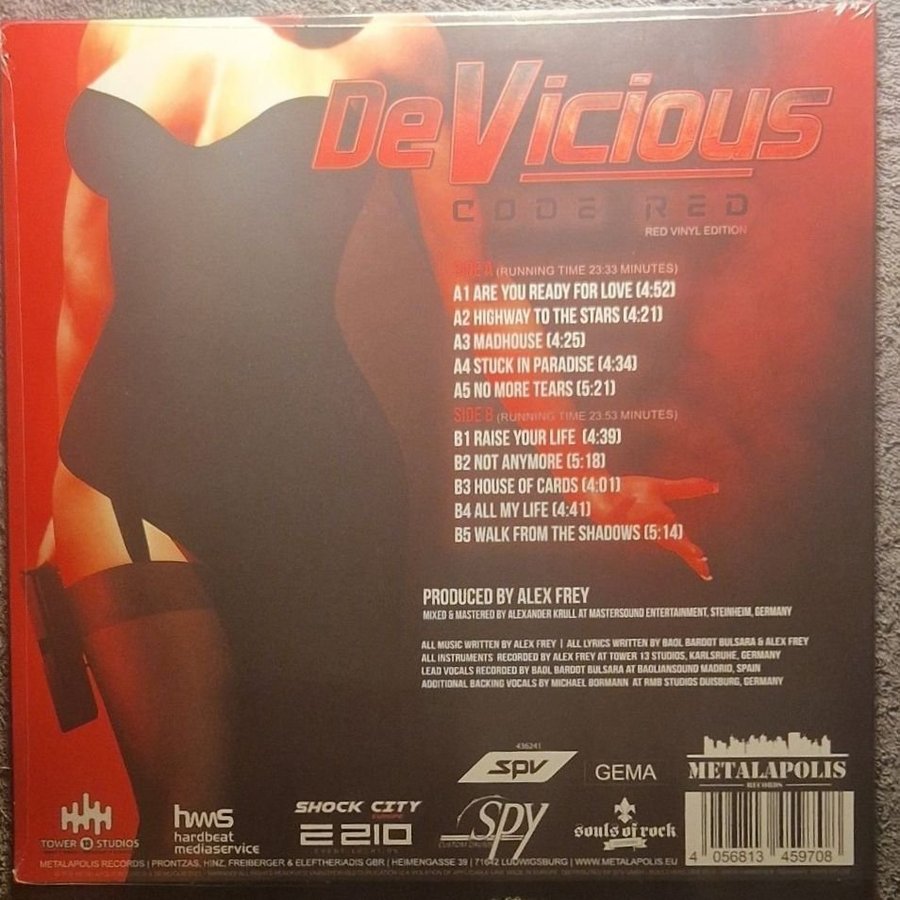 DeVicious
CODE RED
RED VINYL EDITION
SIDE A (RUNNING TIME 23:33 MINUTES)
A1 ARE YOU READY FOR LOVE (4:52)
A2 HIGHWAY TO THE STARS (4:21)
A3 MADHOUSE (4:25)
A4 STUCK IN PARADISE (4:34)
A5 NO MORE TEARS (5:21)
SIDE B (RUNNING TIME 23:53 MINUTES)
B1 RAISE YOUR LIFE (4:39)
B2 NOT ANYMORE (5:18)
B3 HOUSE OF CARDS (4:01)
B4 ALL MY LIFE (4:41)
B5 WALK FROM THE SHADOWS (5:14)
PRODUCED BY ALEX FREY
MIXED & MASTERED BY ALEXANDER KRULL AT MASTERSOUND ENTERTAINMENT, STEINHEIM, GERMANY
ALL MUSIC WRITTEN BY ALEX FREY | ALL LYRICS WRITTEN BY BAOL BARDOT BULSARA & ALEX FREY
ALL INSTRUMENTS RECORDED BY ALEX FREY AT TOWER 13 STUDIOS, KARLSRUHE, GERMANY
LEAD VOCALS RECORDED BY BAOL BARDOT BULSARA AT BAOLIANSOUND MADRID, SPAIN
ADDITIONAL BACKING VOCALS BY MICHAEL BORMANN AT RMB STUDIOS DUISBURG, GERMANY
436241
SPV
GEMA
METALAPOLIS
RECORDS
TOWER 13 STUDIOS
hwws
hardbeat
mediaservice
SHOCK CITY
EUROPE
E210
Spy
souls of rock
4 056813 459708
METALAPOLIS RECORDS | PRONTZAS, HINZ, FREIBERGER & ELEFTHERIADIS GBR | HEIMENGASSE 39 | 71642 LUDWIGSBURG | WWW.METALAPOLIS.EU